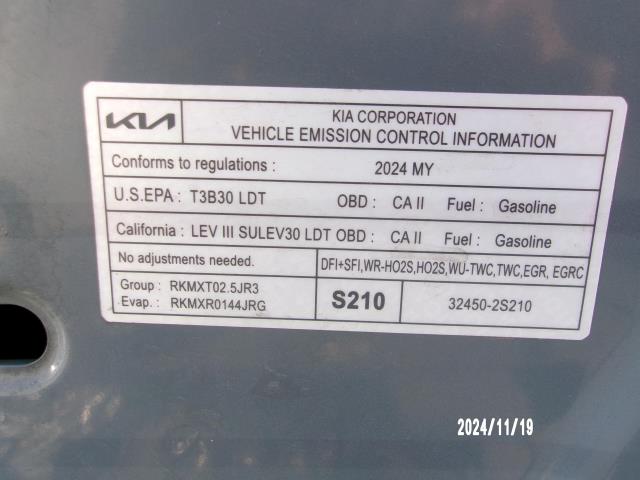 KIA
KIA CORPORATION
VEHICLE EMISSION CONTROL INFORMATION
Conforms to regulations : 2024 MY
U.S.EPA : T3B30 LDT OBD : CA II Fuel : Gasoline
California : LEV III SULEV30 LDT OBD : CA II Fuel : Gasoline
No adjustments needed. DFI+SFI,WR-HO2S,HO2S,WU-TWC,TWC,EGR, EGRC
Group : RKMXT02.5JR3
Evap. : RKMXR0144JRG
S210
32450-2S210
2024/11/19